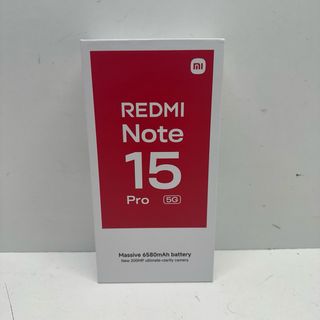 mi
REDMI
Note
15
Pro 5G
Massive 6580mAh battery
New 200MP ultimate-clarity camera